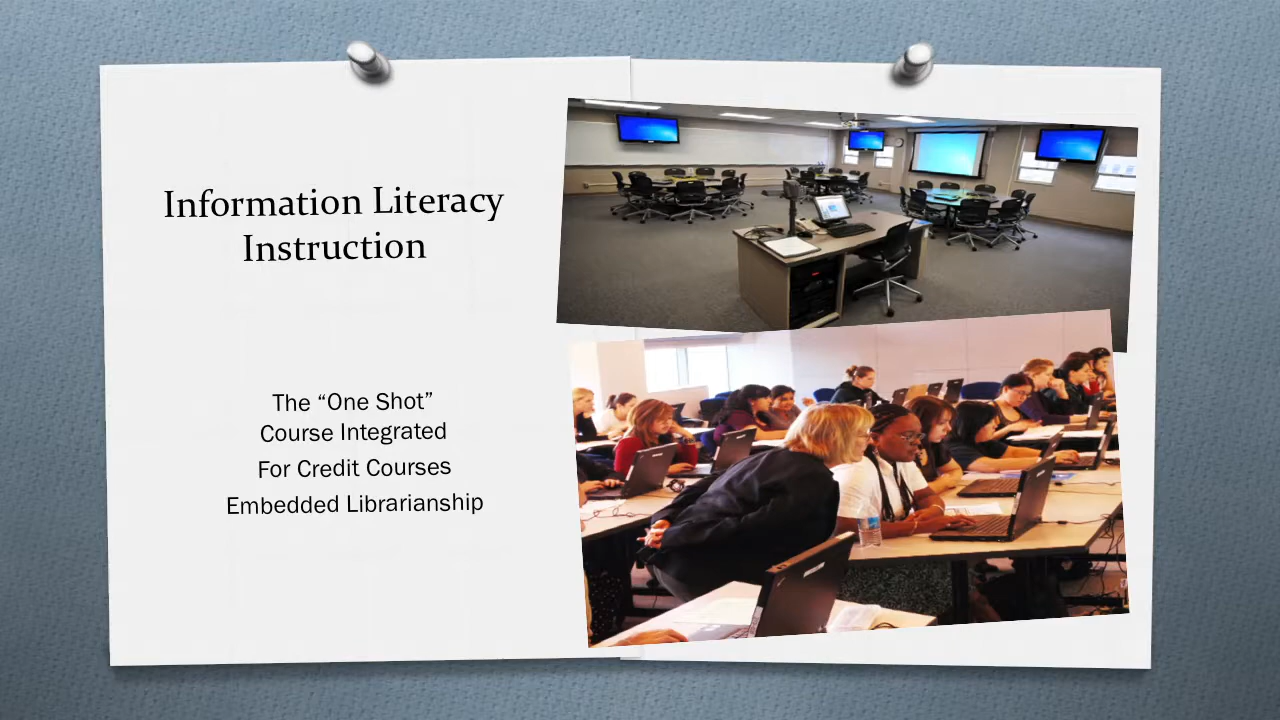 Information Literacy
Instruction
The “One Shot”
Course Integrated
For Credit Courses
Embedded Librarianship